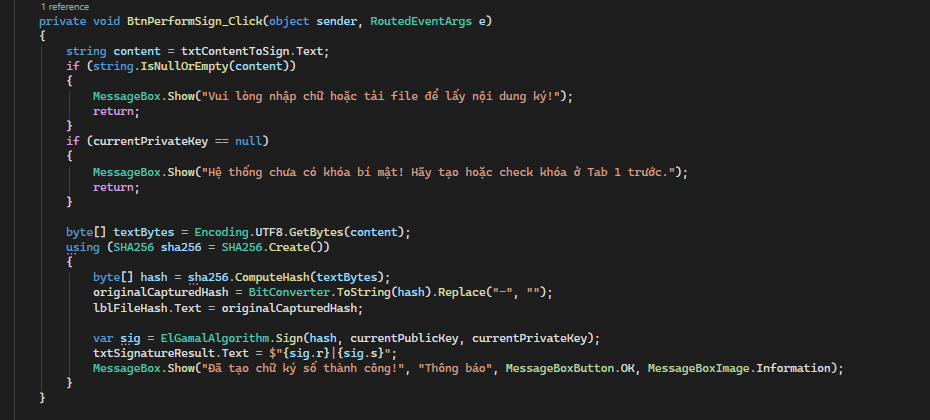 1 reference
private void BtnPerformSign_Click(object sender, RoutedEventArgs e)
{
string content = txtContentToSign.Text;
if (string.IsNullOrEmpty(content))
{
MessageBox.Show("Vui lòng nhập chữ hoặc tải file để lấy nội dung ký!");
return;
}
if (currentPrivateKey == null)
{
MessageBox.Show("Hệ thống chưa có khóa bí mật! Hãy tạo hoặc check khóa ở Tab 1 trước.");
return;
}
byte[] textBytes = Encoding.UTF8.GetBytes(content);
using (SHA256 sha256 = SHA256.Create())
{
byte[] hash = sha256.ComputeHash(textBytes);
originalCapturedHash = BitConverter.ToString(hash).Replace("-", "");
lblFileHash.Text = originalCapturedHash;
var sig = ElGamalAlgorithm.Sign(hash, currentPublicKey, currentPrivateKey);
txtSignatureResult.Text = $"{sig.r}|{sig.s}";
MessageBox.Show("Đã tạo chữ ký số thành công!", "Thông báo", MessageBoxButton.OK, MessageBoxImage.Information);
}
}